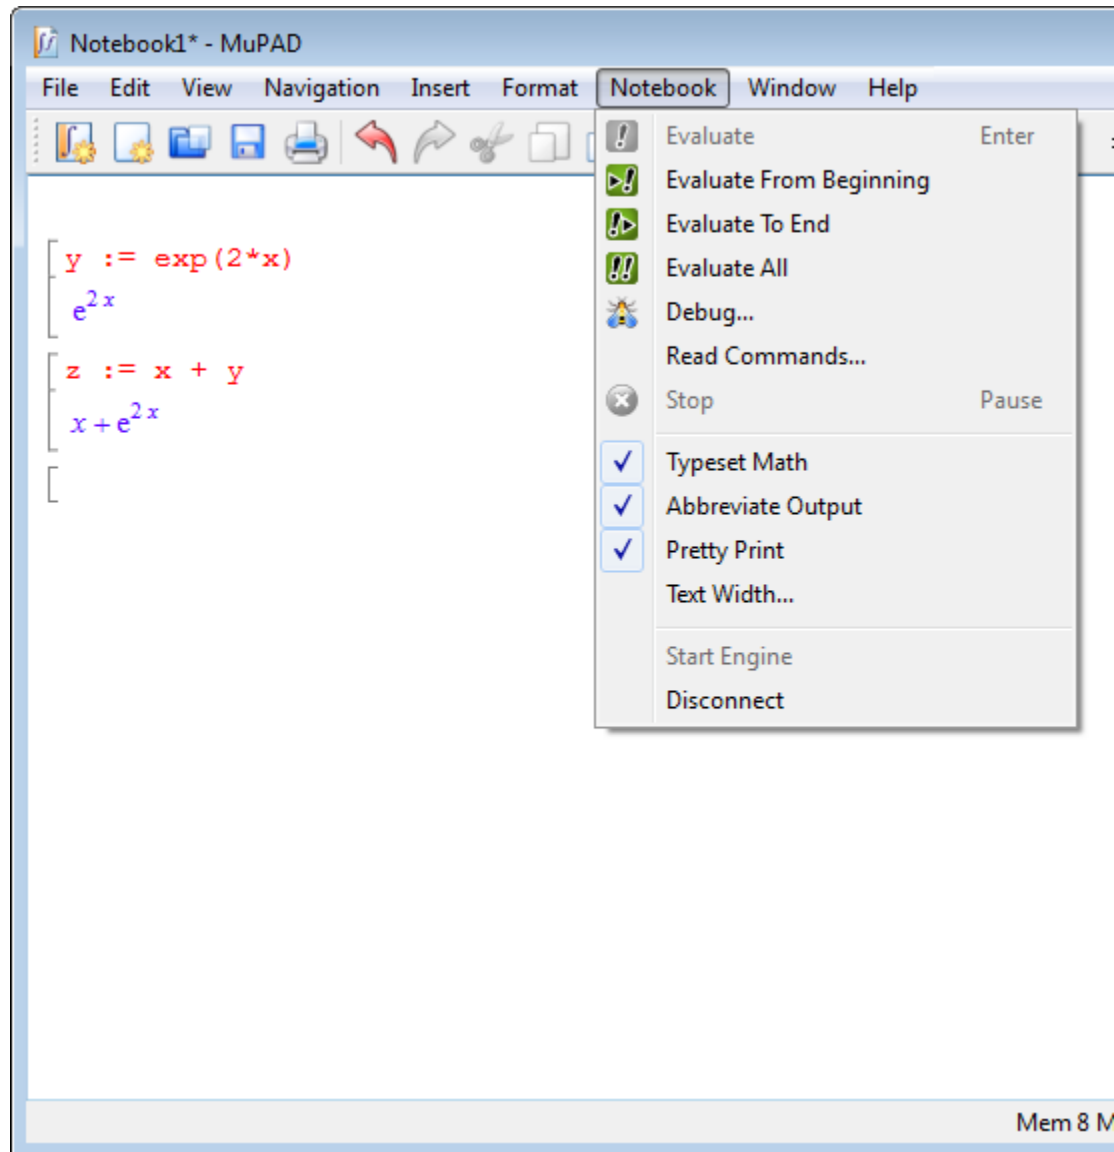 Notebook1* - MuPAD
File Edit View Navigation Insert Format Notebook Window Help
Evaluate Enter
Evaluate From Beginning
Evaluate To End
Evaluate All
Debug...
Read Commands...
Stop Pause
Typeset Math
Abbreviate Output
Pretty Print
Text Width...
Start Engine
Disconnect
y := exp(2*x)
e^{2 x}
z := x + y
x + e^{2 x}
Mem 8 M